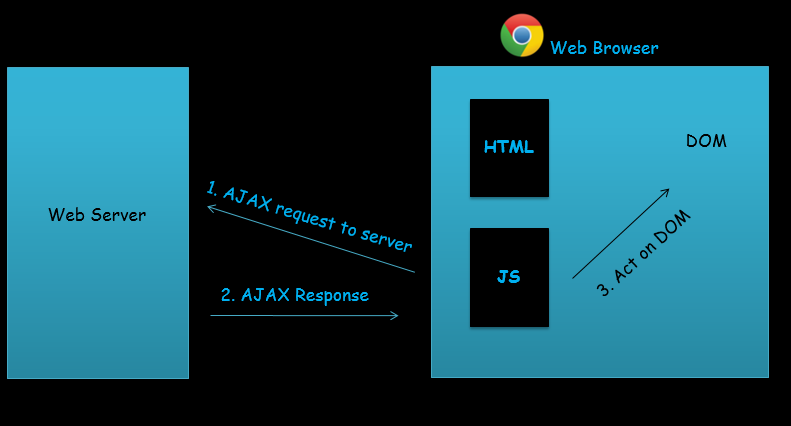 Web Browser
HTML
DOM
Web Server
1. AJAX request to server
JS
3. Act on DOM
2. AJAX Response